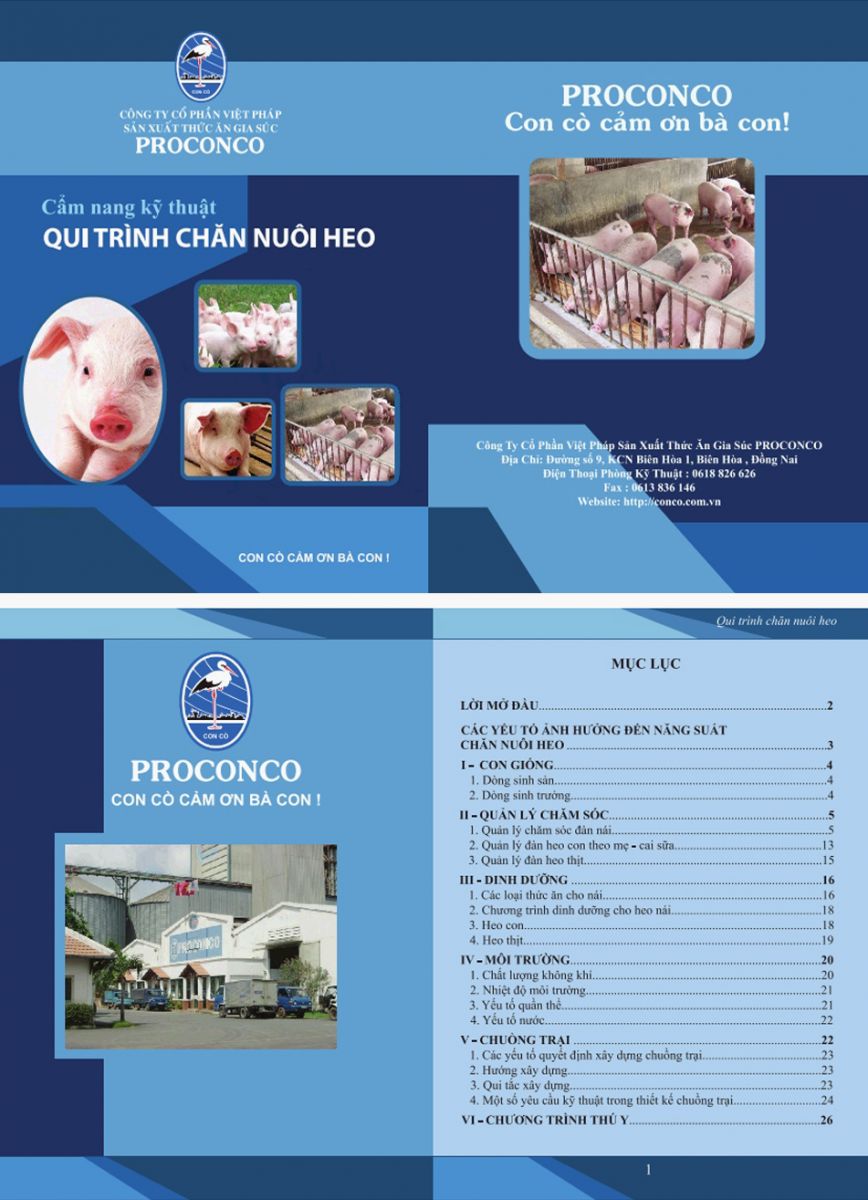 CON CÒ
CÔNG TY CỔ PHẦN VIỆT PHÁP
SẢN XUẤT THỨC ĂN GIA SÚC
PROCONCO
Cẩm nang kỹ thuật
QUI TRÌNH CHĂN NUÔI HEO
CON CÒ CẢM ƠN BÀ CON !
PROCONCO
Con cò cảm ơn bà con!
Công Ty Cổ Phần Việt Pháp Sản Xuất Thức Ăn Gia Súc PROCONCO
Địa Chỉ: Đường số 9, KCN Biên Hòa 1, Biên Hòa , Đồng Nai
Điện Thoại Phòng Kỹ Thuật : 0618 826 626
Fax : 0613 836 146
Website: http://conco.com.vn
CON CÒ
PROCONCO
CON CÒ CẢM ƠN BÀ CON !
PROCONCO
Qui trình chăn nuôi heo
MỤC LỤC
LỜI MỞ ĐẦU 2
CÁC YẾU TỐ ẢNH HƯỞNG ĐẾN NĂNG SUẤT
CHĂN NUÔI HEO 3
I - CON GIỐNG 4
1. Dòng sinh sản 4
2. Dòng sinh trưởng 4
II - QUẢN LÝ CHĂM SÓC 5
1. Quản lý chăm sóc đàn nái 5
2. Quản lý đàn heo con theo mẹ - cai sữa 13
3. Quản lý đàn heo thịt 15
III - DINH DƯỠNG 16
1. Các loại thức ăn cho nái 16
2. Chương trình dinh dưỡng cho heo nái 18
3. Heo con 18
4. Heo thịt 19
IV - MÔI TRƯỜNG 20
1. Chất lượng không khí 20
2. Nhiệt độ môi trường 21
3. Yếu tố quần thể 21
4. Yếu tố nước 22
V - CHUỒNG TRẠI 22
1. Các yếu tố quyết định xây dựng chuồng trại 23
2. Hướng xây dựng 23
3. Qui tắc xây dựng 23
4. Một số yêu cầu kỹ thuật trong thiết kế chuồng trại 24
VI - CHƯƠNG TRÌNH THÚ Y 26
1